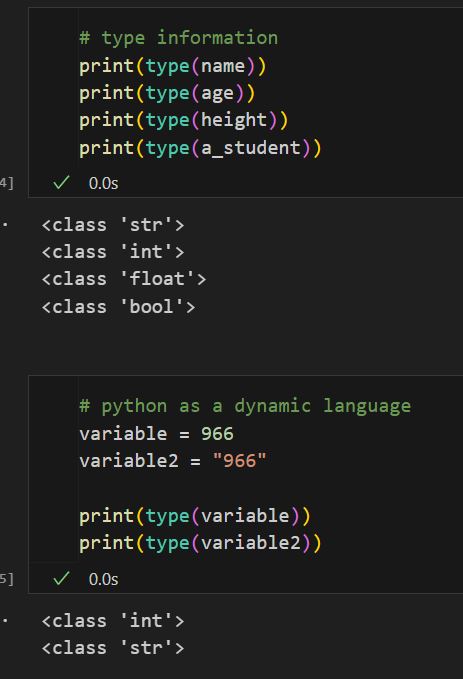 # type information
print(type(name))
print(type(age))
print(type(height))
print(type(a_student))
4]
0.0s
<class 'str'>
<class 'int'>
<class 'float'>
<class 'bool'>
# python as a dynamic language
variable = 966
variable2 = "966"
print(type(variable))
print(type(variable2))
5]
0.0s
<class 'int'>
<class 'str'>